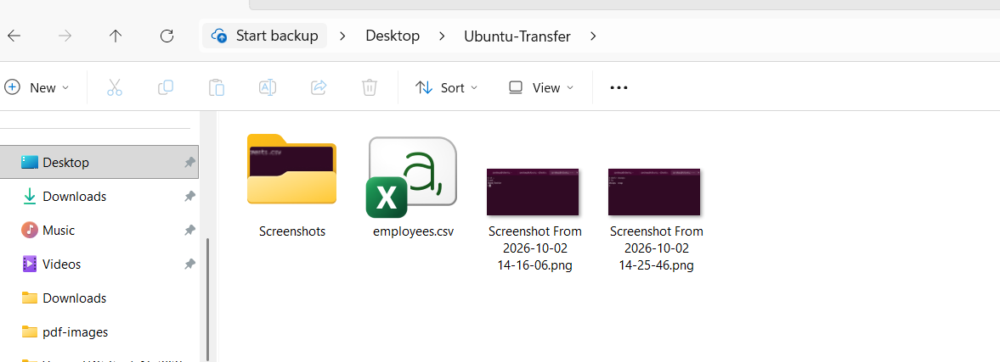 Start backup > Desktop > Ubuntu-Transfer >
New Sort View
Desktop
Downloads
Music
Videos
Downloads
pdf-images
Screenshots
employees.csv
Screenshot From
2026-10-02
14-16-06.png
Screenshot From
2026-10-02
14-25-46.png